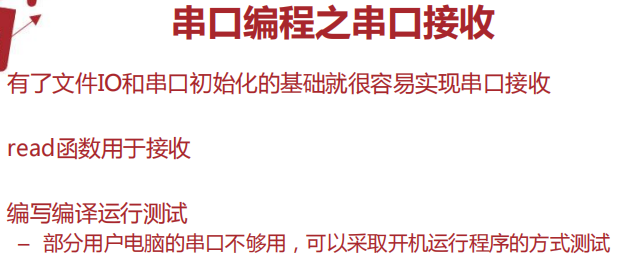 串口编程之串口接收
有了文件IO和串口初始化的基础就很容易实现串口接收
read函数用于接收
编写编译运行测试
– 部分用户电脑的串口不够用，可以采取开机运行程序的方式测试